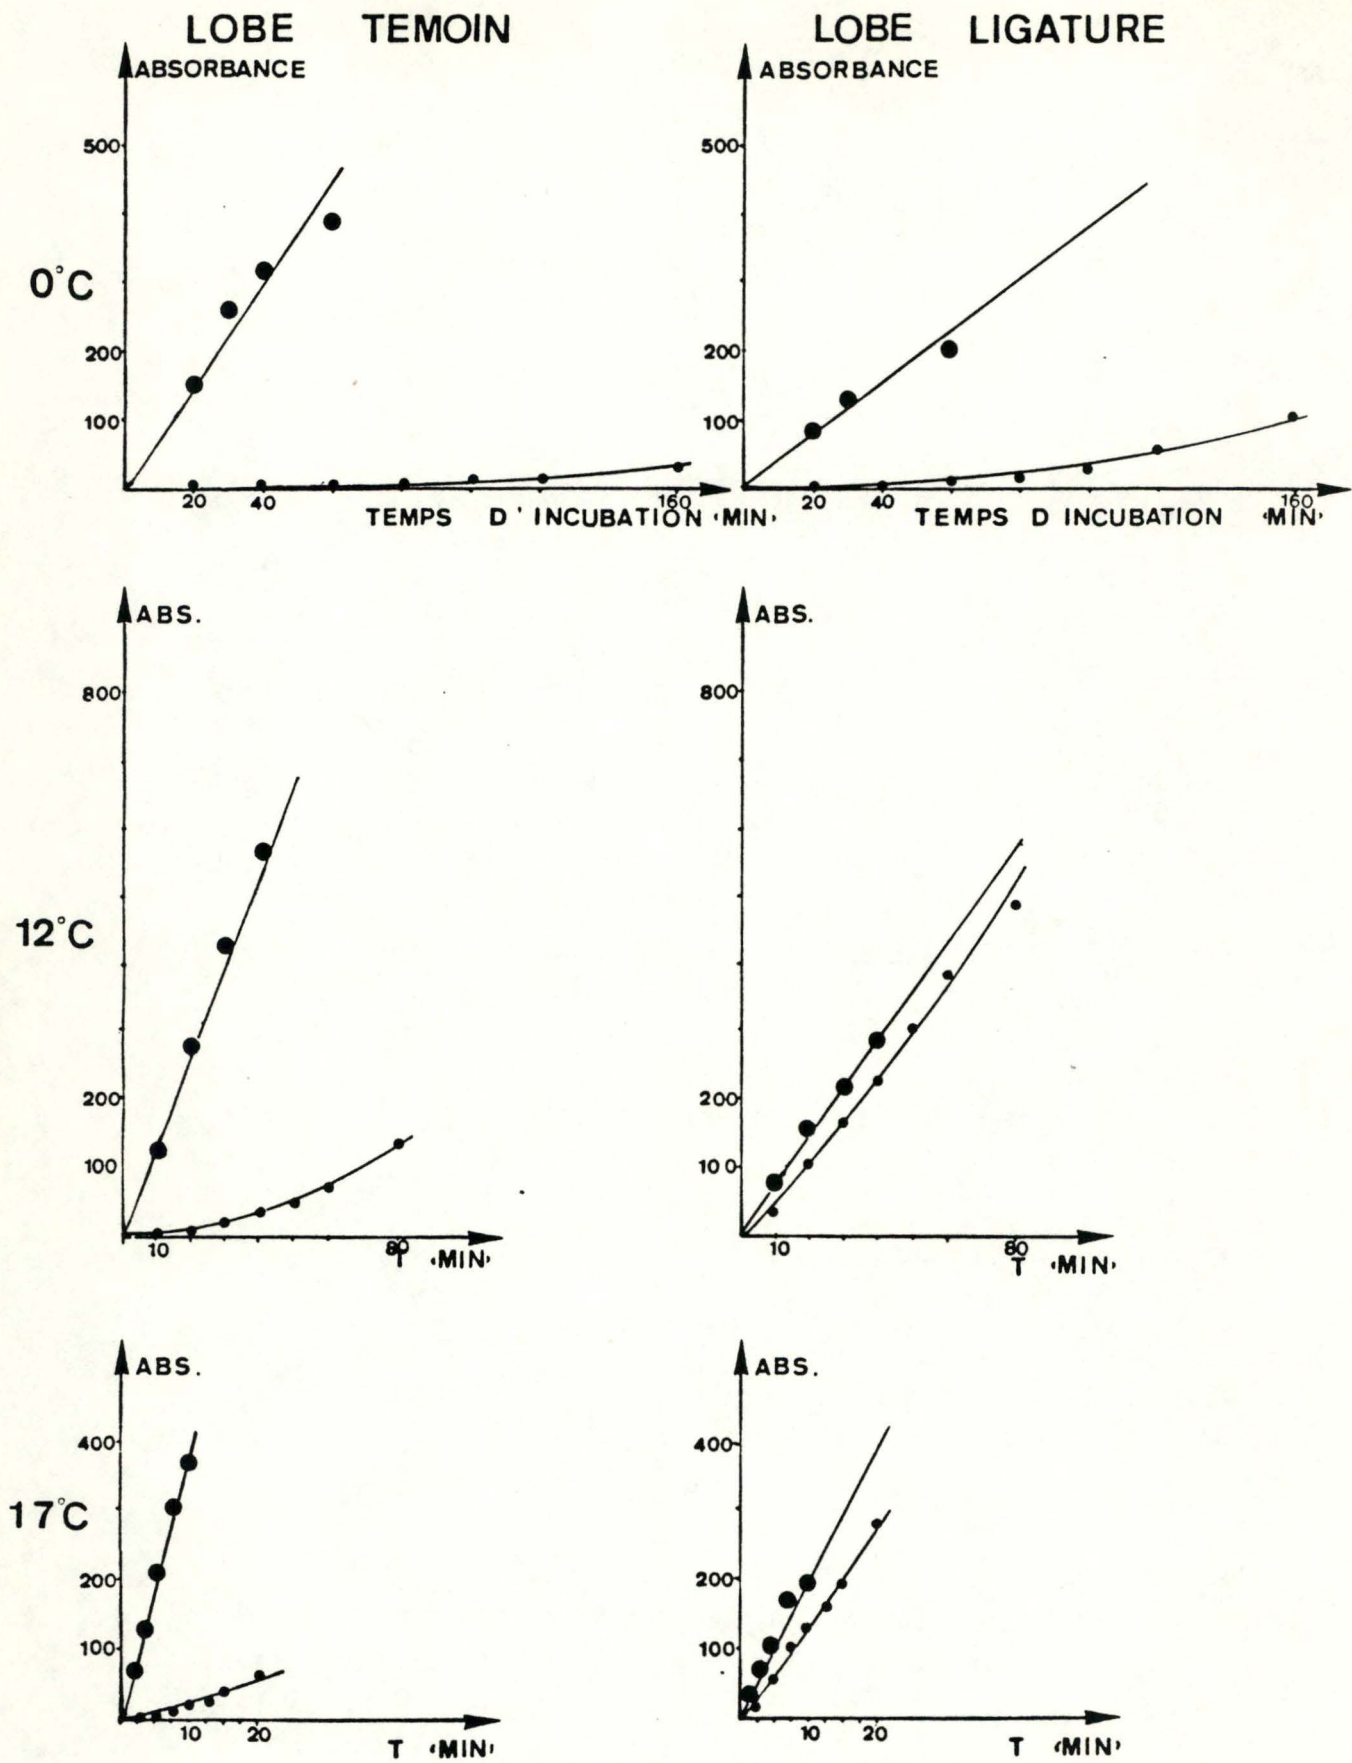 LOBE TEMOIN LOBE LIGATURE
ABSORBANCE ABSORBANCE
500 500
0°C
200 200
100 100
20 40 160 20 40 160
TEMPS D'INCUBATION (MIN) TEMPS D INCUBATION (MIN)
ABS. ABS.
800 800
12°C
200 200
100 100
10 80 10 80
T (MIN) T (MIN)
ABS. ABS.
400 400
17°C
200 200
100 100
10 20 10 20
T (MIN) T (MIN)